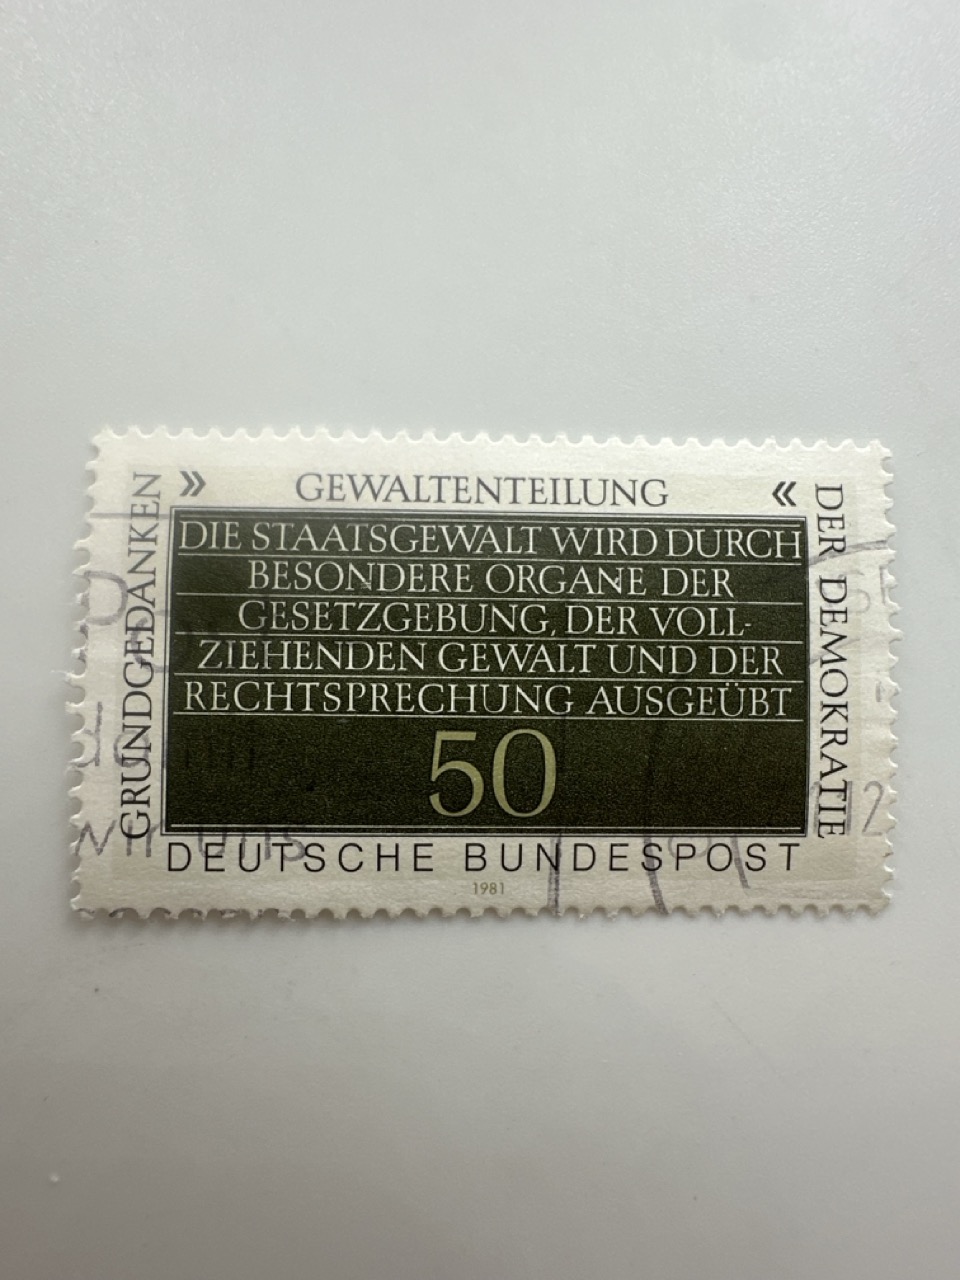 » GEWALTENTEILUNG «
GRUNDGEDANKEN
DER DEMOKRATIE
DIE STAATSGEWALT WIRD DURCH
BESONDERE ORGANE DER
GESETZGEBUNG, DER VOLL-
ZIEHENDEN GEWALT UND DER
RECHTSPRECHUNG AUSGEÜBT
50
DEUTSCHE BUNDESPOST
1981